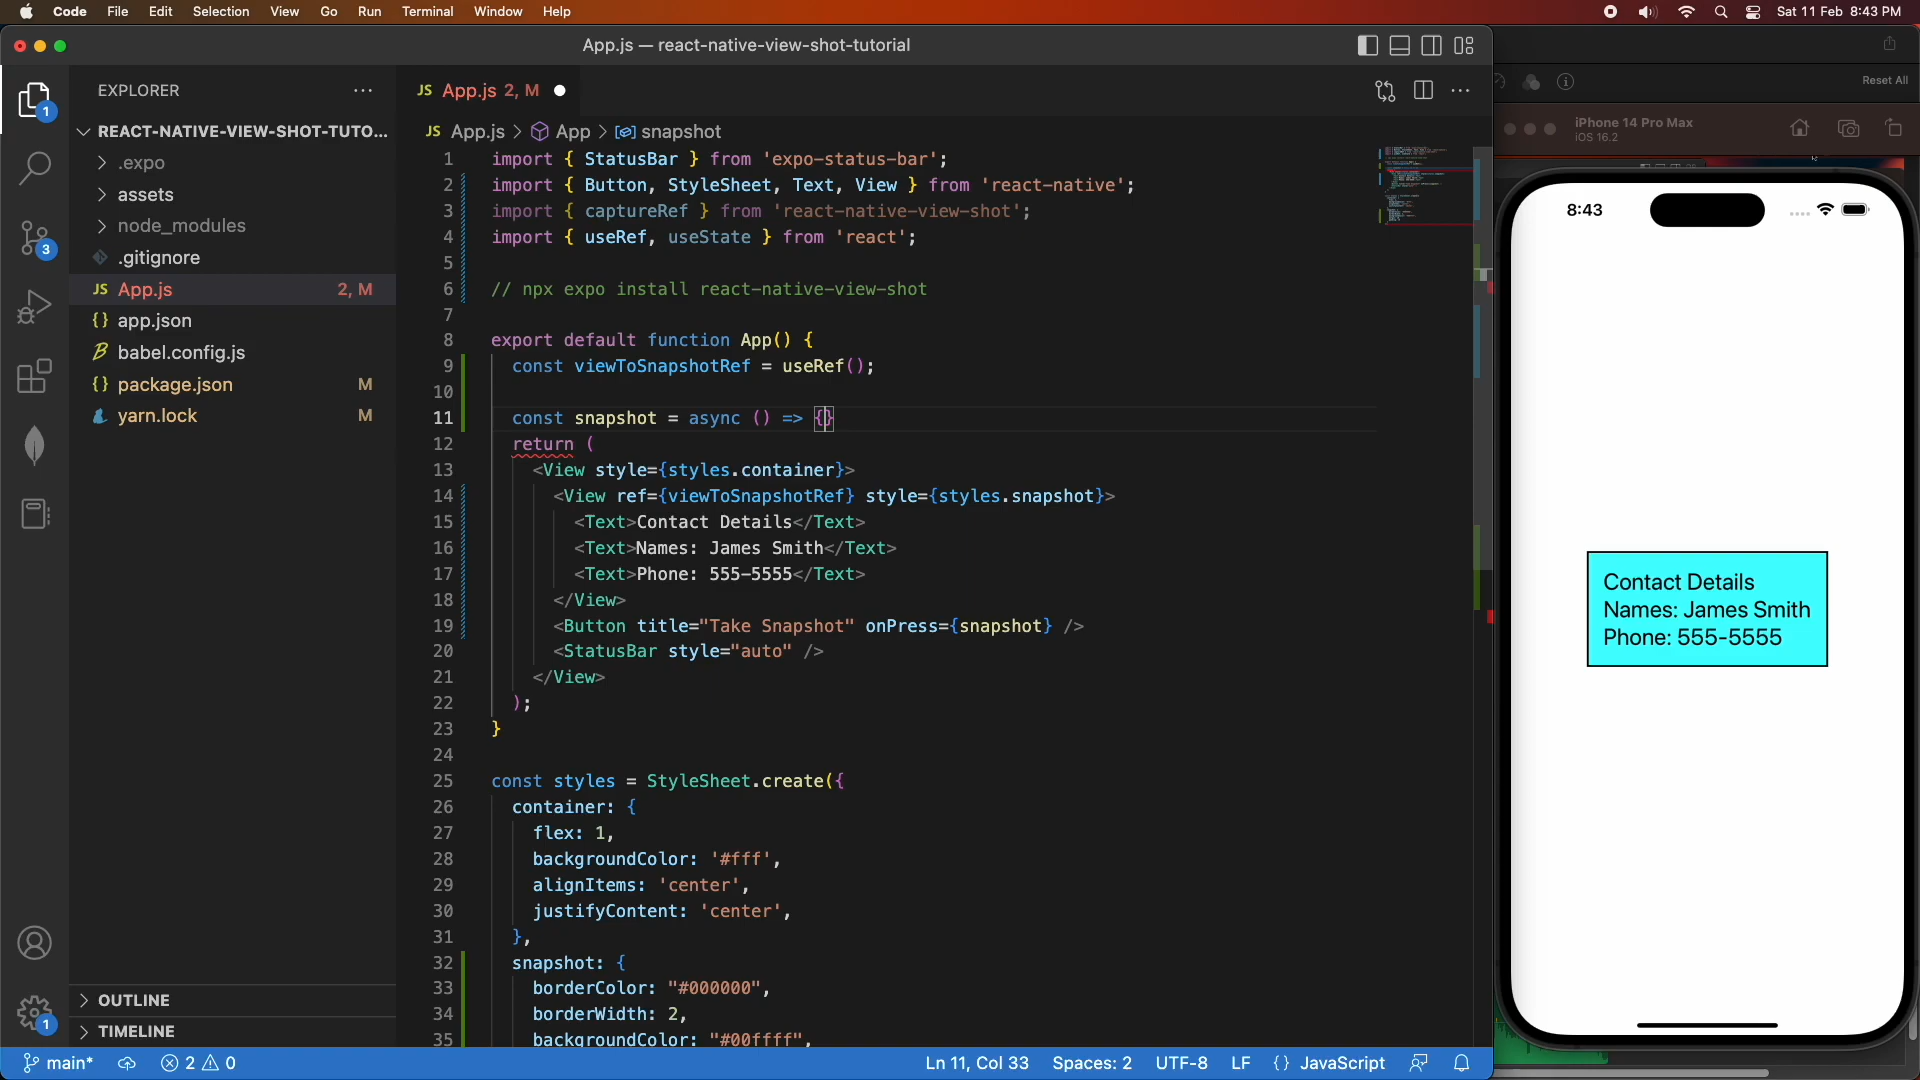 Code File Edit Selection View Go Run Terminal Window Help
Sat 11 Feb 8:43 PM
App.js — react-native-view-shot-tutorial
Reset All
EXPLORER
JS App.js 2, M
iPhone 14 Pro Max
iOS 16.2
REACT-NATIVE-VIEW-SHOT-TUTO...
.expo
assets
node_modules
.gitignore
JS App.js 2, M
{} app.json
babel.config.js
{} package.json M
yarn.lock M
OUTLINE
TIMELINE
1
3
1
JS App.js > App > snapshot
1 import { StatusBar } from 'expo-status-bar';
2 import { Button, StyleSheet, Text, View } from 'react-native';
3 import { captureRef } from 'react-native-view-shot';
4 import { useRef, useState } from 'react';
5
6 // npx expo install react-native-view-shot
7
8 export default function App() {
9 const viewToSnapshotRef = useRef();
10
11 const snapshot = async () => {}
12 return (
13 <View style={styles.container}>
14 <View ref={viewToSnapshotRef} style={styles.snapshot}>
15 <Text>Contact Details</Text>
16 <Text>Names: James Smith</Text>
17 <Text>Phone: 555-5555</Text>
18 </View>
19 <Button title="Take Snapshot" onPress={snapshot} />
20 <StatusBar style="auto" />
21 </View>
22 );
23 }
24
25 const styles = StyleSheet.create({
26 container: {
27 flex: 1,
28 backgroundColor: '#fff',
29 alignItems: 'center',
30 justifyContent: 'center',
31 },
32 snapshot: {
33 borderColor: "#000000",
34 borderWidth: 2,
35 backgroundColor: "#00ffff",
8:43
Contact Details
Names: James Smith
Phone: 555-5555
main* 2 0 Ln 11, Col 33 Spaces: 2 UTF-8 LF {} JavaScript